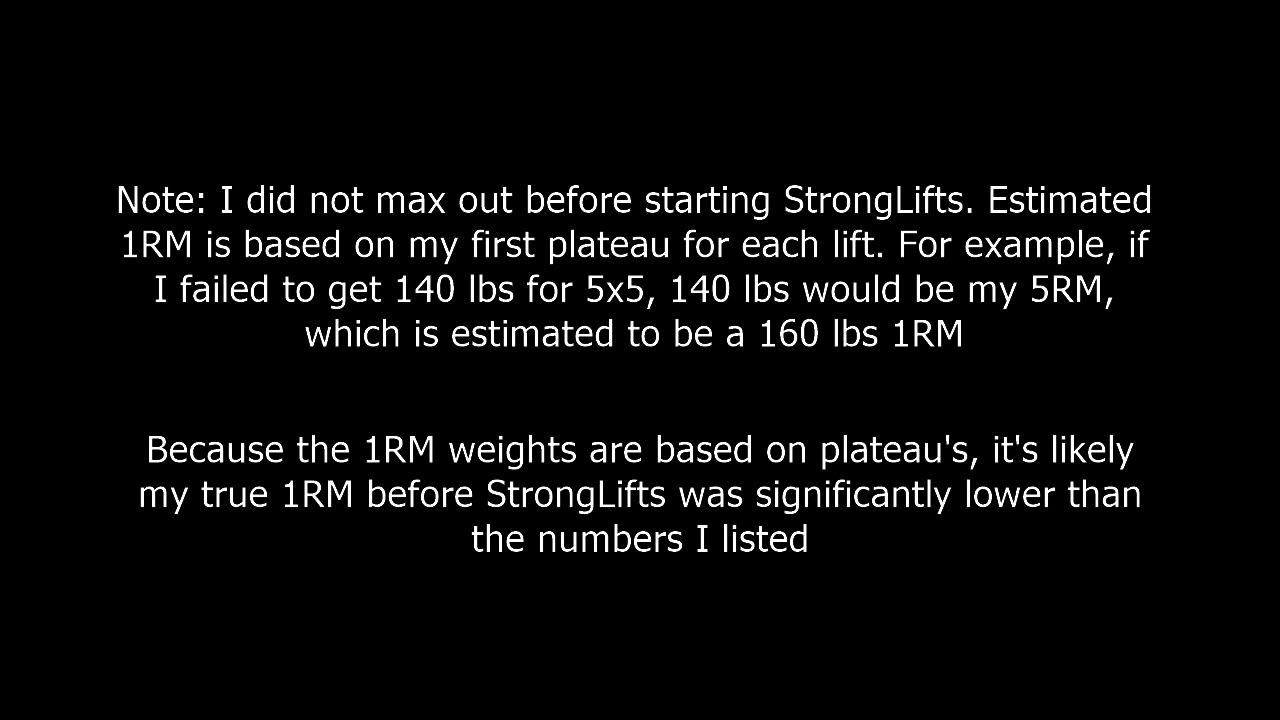 Note: I did not max out before starting StrongLifts. Estimated
1RM is based on my first plateau for each lift. For example, if
I failed to get 140 lbs for 5x5, 140 lbs would be my 5RM,
which is estimated to be a 160 lbs 1RM
Because the 1RM weights are based on plateau's, it's likely
my true 1RM before StrongLifts was significantly lower than
the numbers I listed